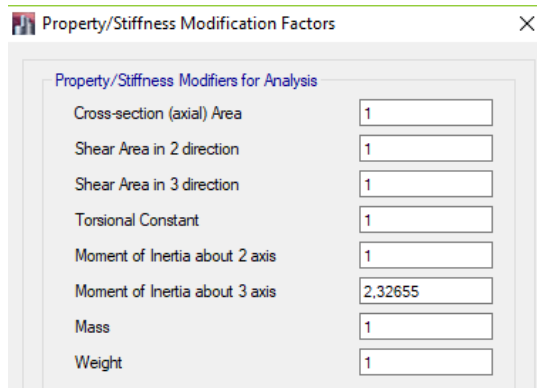 Property/Stiffness Modification Factors
Property/Stiffness Modifiers for Analysis
Cross-section (axial) Area 1
Shear Area in 2 direction 1
Shear Area in 3 direction 1
Torsional Constant 1
Moment of Inertia about 2 axis 1
Moment of Inertia about 3 axis 2,32655
Mass 1
Weight 1